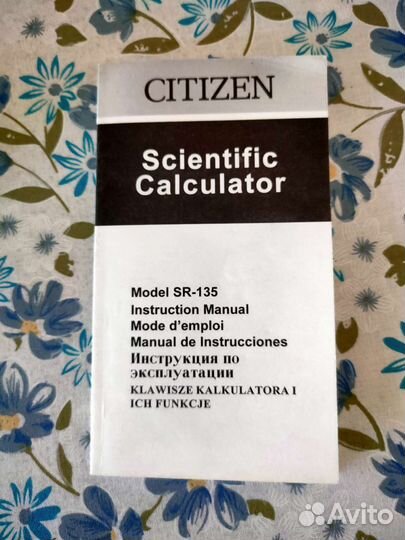 CITIZEN
Scientific
Calculator
Model SR-135
Instruction Manual
Mode d'emploi
Manual de Instrucciones
Инструкция по
эксплуатации
KLAWISZE KALKULATORA I
ICH FUNKCJE
Avito